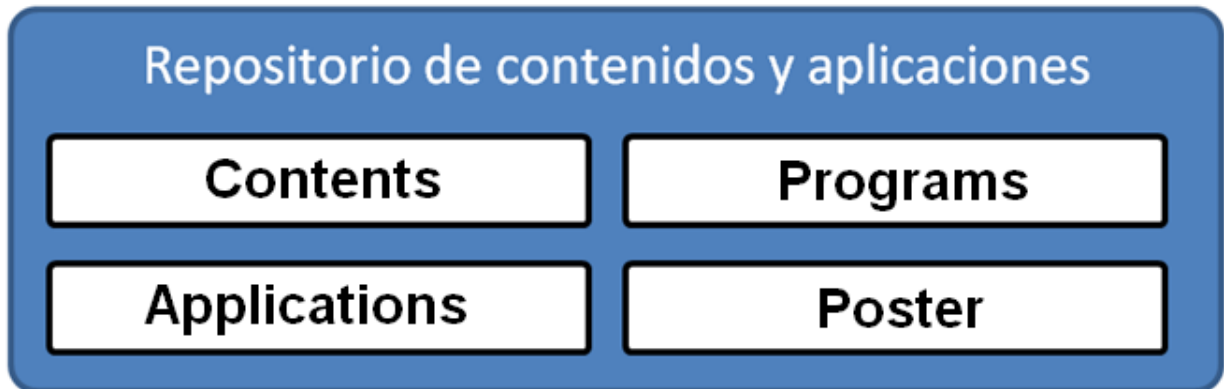 Repositorio de contenidos y aplicaciones
Contents
Programs
Applications
Poster